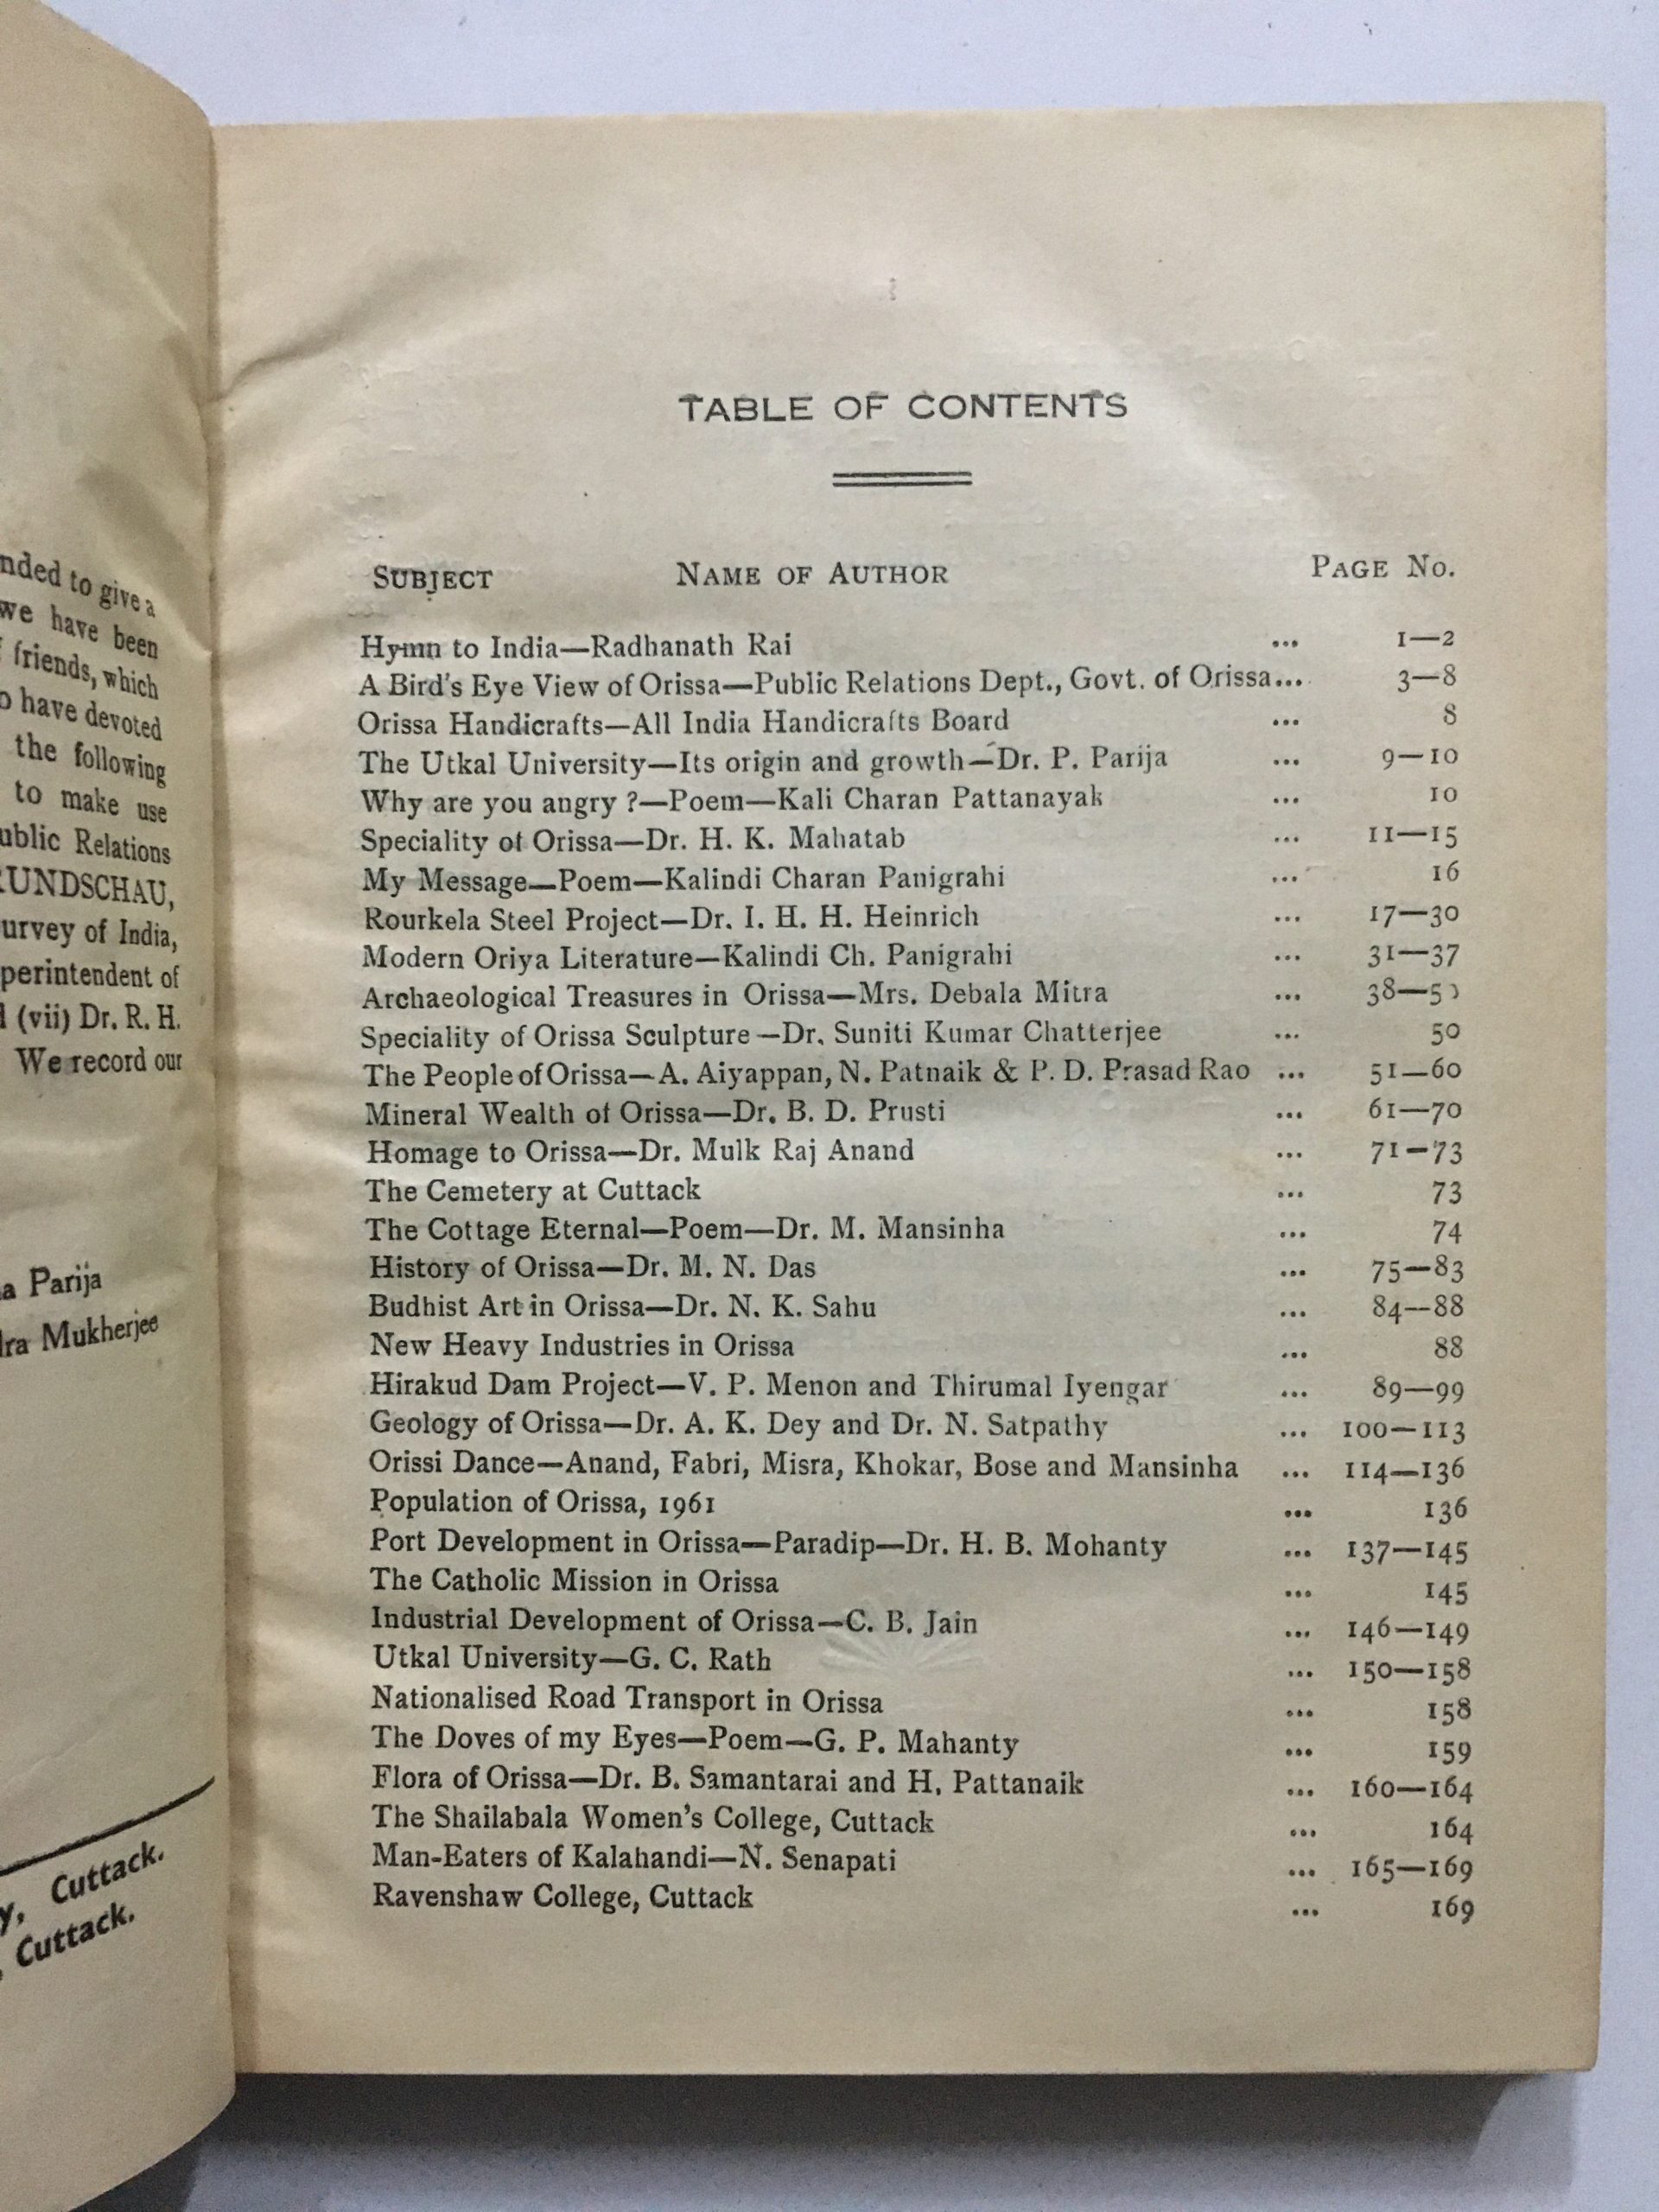 nded to give a
we have been
friends, which
o have devoted
the following
to make use
ublic Relations
RUNDSCHAU,
urvey of India,
perintendent of
(vii) Dr. R. H.
We record our
a Parija
dra Mukherjee
y, Cuttack.
Cuttack.
TABLE OF CONTENTS
SUBJECT NAME OF AUTHOR PAGE No.
Hymn to India—Radhanath Rai ... 1—2
A Bird's Eye View of Orissa—Public Relations Dept., Govt. of Orissa... 3—8
Orissa Handicrafts—All India Handicrafts Board ... 8
The Utkal University—Its origin and growth—Dr. P. Parija ... 9—10
Why are you angry ?—Poem—Kali Charan Pattanayak ... 10
Speciality of Orissa—Dr. H. K. Mahatab ... 11—15
My Message—Poem—Kalindi Charan Panigrahi ... 16
Rourkela Steel Project—Dr. I. H. H. Heinrich ... 17—30
Modern Oriya Literature—Kalindi Ch. Panigrahi ... 31—37
Archaeological Treasures in Orissa—Mrs. Debala Mitra ... 38—50
Speciality of Orissa Sculpture—Dr. Suniti Kumar Chatterjee ... 50
The People of Orissa—A. Aiyappan, N. Patnaik & P. D. Prasad Rao ... 51—60
Mineral Wealth of Orissa—Dr. B. D. Prusti ... 61—70
Homage to Orissa—Dr. Mulk Raj Anand ... 71—73
The Cemetery at Cuttack ... 73
The Cottage Eternal—Poem—Dr. M. Mansinha ... 74
History of Orissa—Dr. M. N. Das ... 75—83
Budhist Art in Orissa—Dr. N. K. Sahu ... 84—88
New Heavy Industries in Orissa ... 88
Hirakud Dam Project—V. P. Menon and Thirumal Iyengar ... 89—99
Geology of Orissa—Dr. A. K. Dey and Dr. N. Satpathy ... 100—113
Orissi Dance—Anand, Fabri, Misra, Khokar, Bose and Mansinha ... 114—136
Population of Orissa, 1961 ... 136
Port Development in Orissa—Paradip—Dr. H. B. Mohanty ... 137—145
The Catholic Mission in Orissa ... 145
Industrial Development of Orissa—C. B. Jain ... 146—149
Utkal University—G. C. Rath ... 150—158
Nationalised Road Transport in Orissa ... 158
The Doves of my Eyes—Poem—G. P. Mahanty ... 159
Flora of Orissa—Dr. B. Samantarai and H. Pattanaik ... 160—164
The Shailabala Women's College, Cuttack ... 164
Man-Eaters of Kalahandi—N. Senapati ... 165—169
Ravenshaw College, Cuttack ... 169